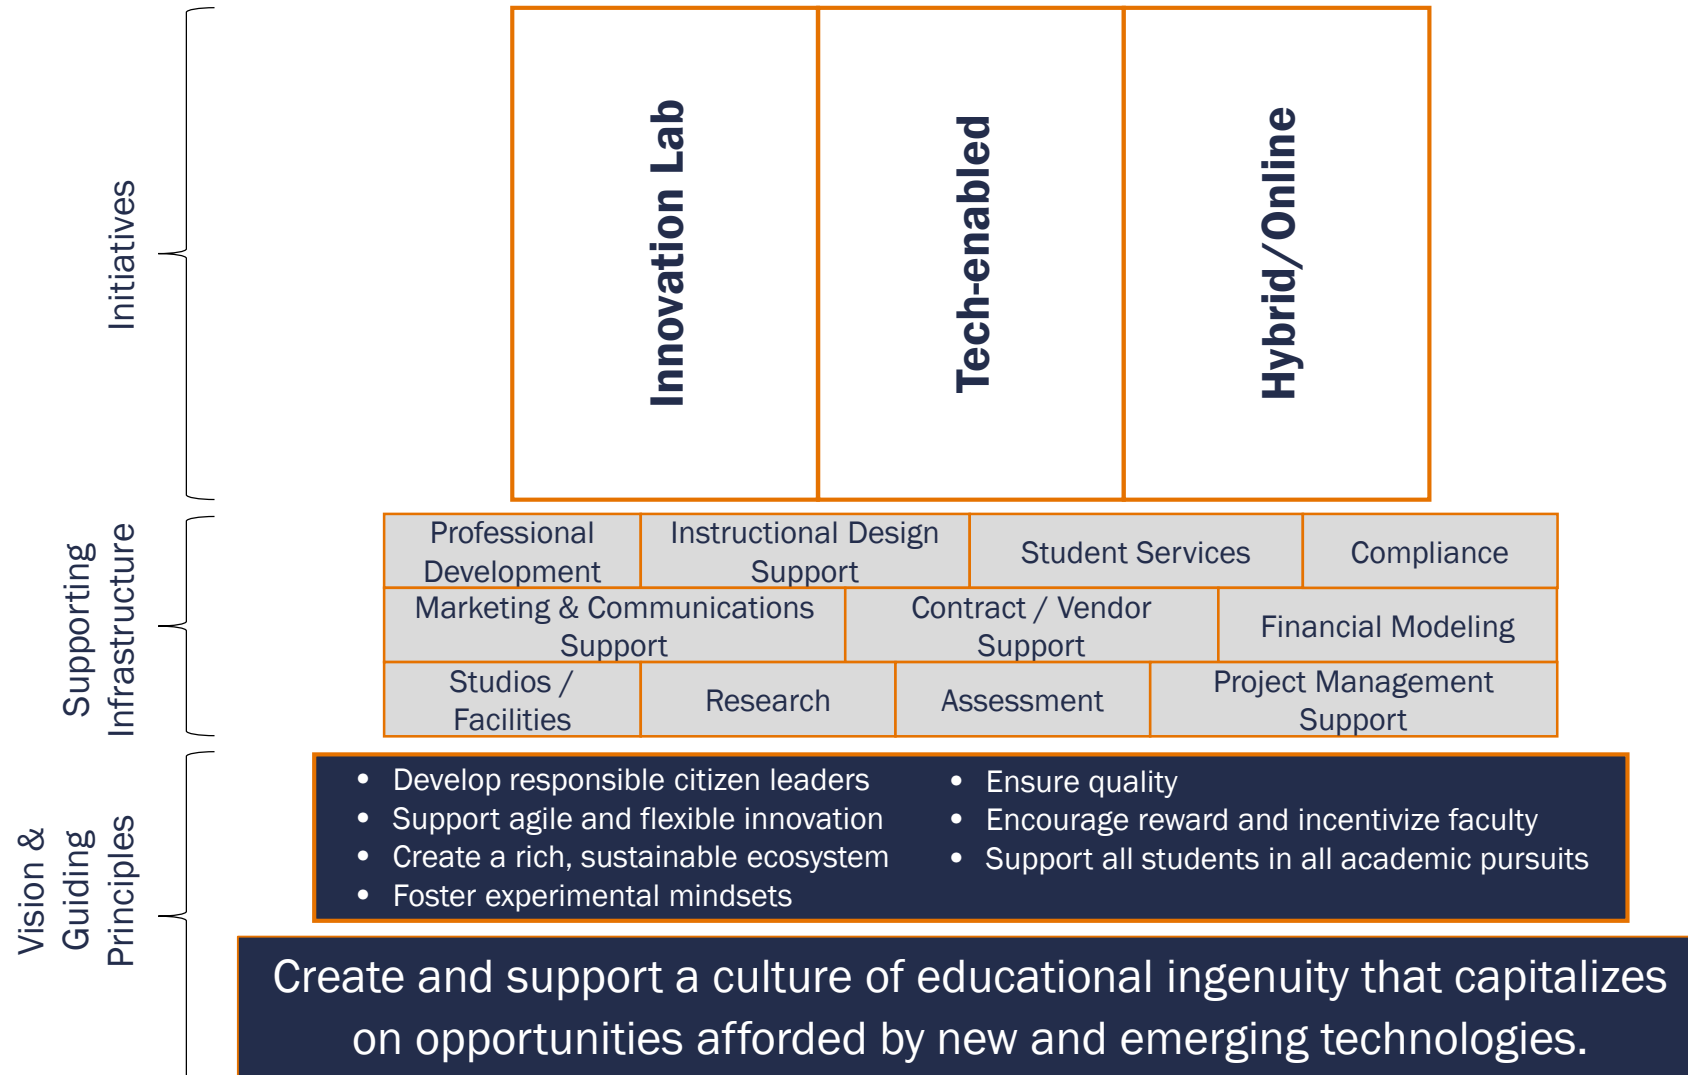 Initiatives
Innovation Lab
Tech-enabled
Hybrid/Online
Supporting
Infrastructure
Professional
Development
Instructional Design
Support
Student Services
Compliance
Marketing & Communications
Support
Contract / Vendor
Support
Financial Modeling
Studios /
Facilities
Research
Assessment
Project Management
Support
Vision &
Guiding
Principles
• Develop responsible citizen leaders
• Support agile and flexible innovation
• Create a rich, sustainable ecosystem
• Foster experimental mindsets
• Ensure quality
• Encourage reward and incentivize faculty
• Support all students in all academic pursuits
Create and support a culture of educational ingenuity that capitalizes
on opportunities afforded by new and emerging technologies.